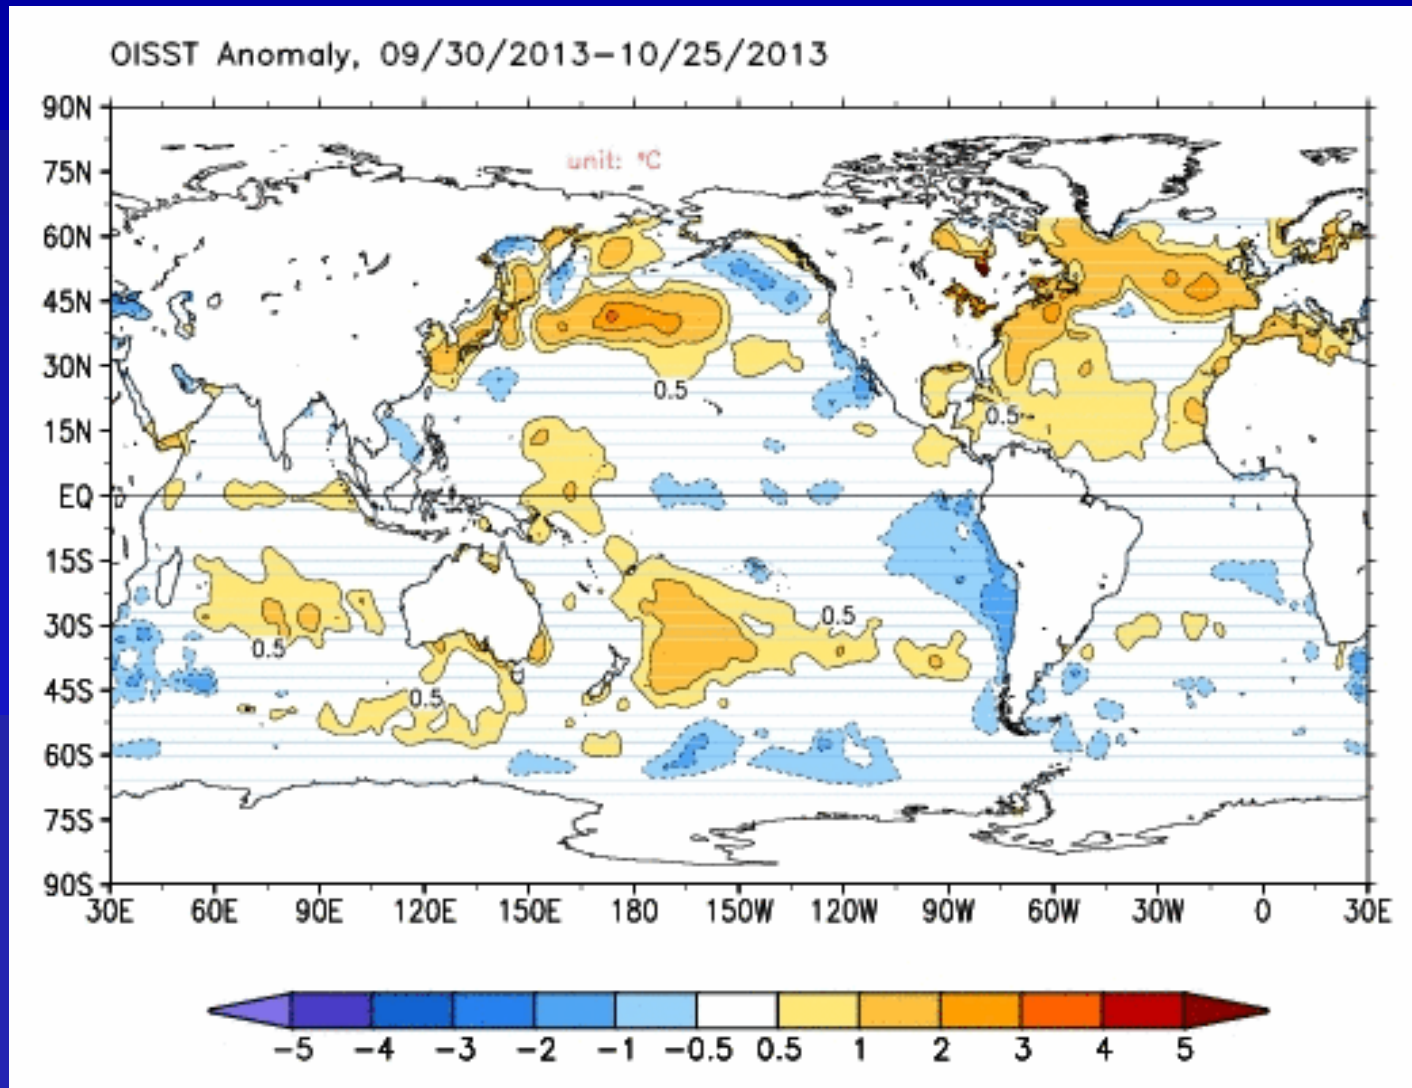 OISST Anomaly, 09/30/2013–10/25/2013
90N
75N
unit: °C
60N
45N
30N
0.5
0.5
15N
EQ
15S
0.5
30S
0.5
45S
0.5
60S
75S
90S
30E 60E 90E 120E 150E 180 150W 120W 90W 60W 30W 0 30E
−5 −4 −3 −2 −1 −0.5 0.5 1 2 3 4 5